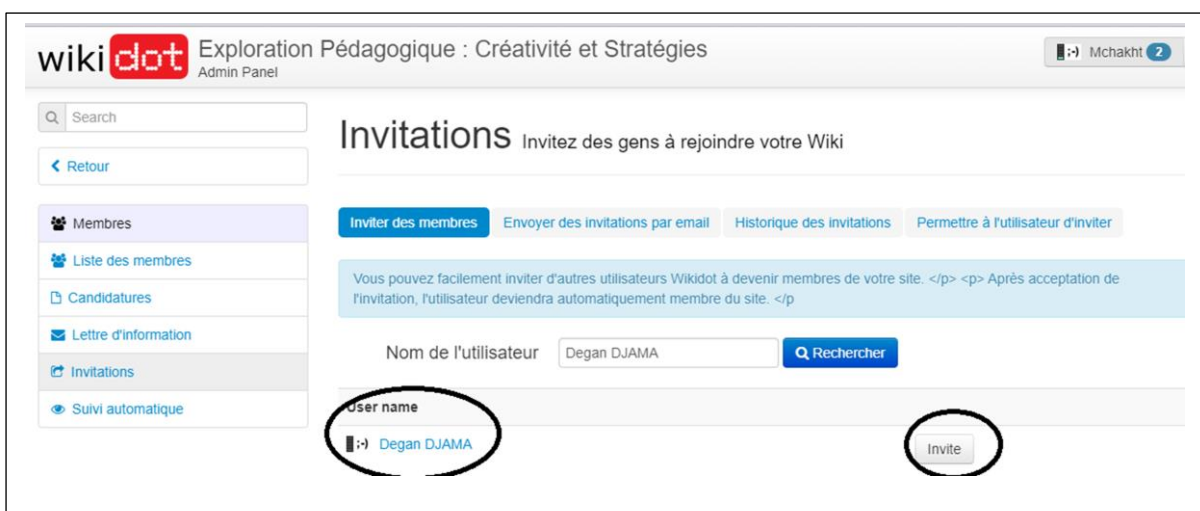 wikidot Exploration Pédagogique : Créativité et Stratégies
Admin Panel
;-) Mchakht 2
Search
Retour
Membres
Liste des membres
Candidatures
Lettre d'information
Invitations
Suivi automatique
Invitations Invitez des gens à rejoindre votre Wiki
Inviter des membres Envoyer des invitations par email Historique des invitations Permettre à l'utilisateur d'inviter
Vous pouvez facilement inviter d'autres utilisateurs Wikidot à devenir membres de votre site. </p> <p> Après acceptation de
l'invitation, l'utilisateur deviendra automatiquement membre du site. </p
Nom de l'utilisateur Degan DJAMA Rechercher
User name
;-) Degan DJAMA Invite